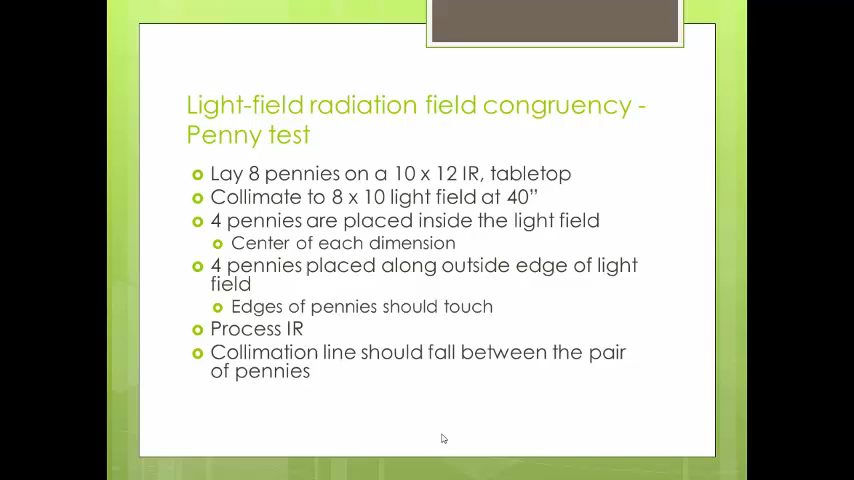 Light-field radiation field congruency -
Penny test
Lay 8 pennies on a 10 x 12 IR, tabletop
Collimate to 8 x 10 light field at 40”
4 pennies are placed inside the light field
Center of each dimension
4 pennies placed along outside edge of light
field
Edges of pennies should touch
Process IR
Collimation line should fall between the pair
of pennies